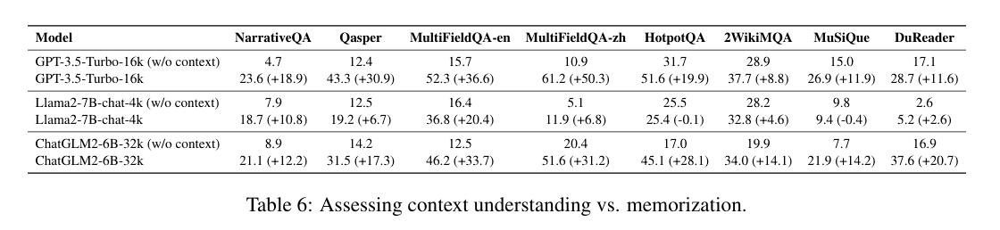 Model NarrativeQA Qasper MultiFieldQA-en MultiFieldQA-zh HotpotQA 2WikiMQA MuSiQue DuReader
GPT-3.5-Turbo-16k (w/o context) 4.7 12.4 15.7 10.9 31.7 28.9 15.0 17.1
GPT-3.5-Turbo-16k 23.6 (+18.9) 43.3 (+30.9) 52.3 (+36.6) 61.2 (+50.3) 51.6 (+19.9) 37.7 (+8.8) 26.9 (+11.9) 28.7 (+11.6)
Llama2-7B-chat-4k (w/o context) 7.9 12.5 16.4 5.1 25.5 28.2 9.8 2.6
Llama2-7B-chat-4k 18.7 (+10.8) 19.2 (+6.7) 36.8 (+20.4) 11.9 (+6.8) 25.4 (-0.1) 32.8 (+4.6) 9.4 (-0.4) 5.2 (+2.6)
ChatGLM2-6B-32k (w/o context) 8.9 14.2 12.5 20.4 17.0 19.9 7.7 16.9
ChatGLM2-6B-32k 21.1 (+12.2) 31.5 (+17.3) 46.2 (+33.7) 51.6 (+31.2) 45.1 (+28.1) 34.0 (+14.1) 21.9 (+14.2) 37.6 (+20.7)
Table 6: Assessing context understanding vs. memorization.